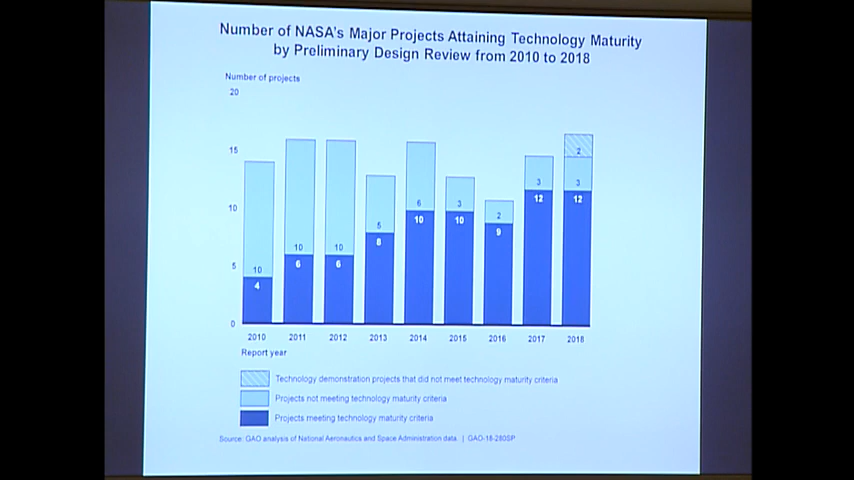 Number of NASA's Major Projects Attaining Technology Maturity
by Preliminary Design Review from 2010 to 2018
Number of projects
20
15
10
5
0
10
4
10
6
10
6
5
8
6
10
3
10
2
9
3
12
2
3
12
2010 2011 2012 2013 2014 2015 2016 2017 2018
Report year
Technology demonstration projects that did not meet technology maturity criteria
Projects not meeting technology maturity criteria
Projects meeting technology maturity criteria
Source: GAO analysis of National Aeronautics and Space Administration data. | GAO-18-280SP